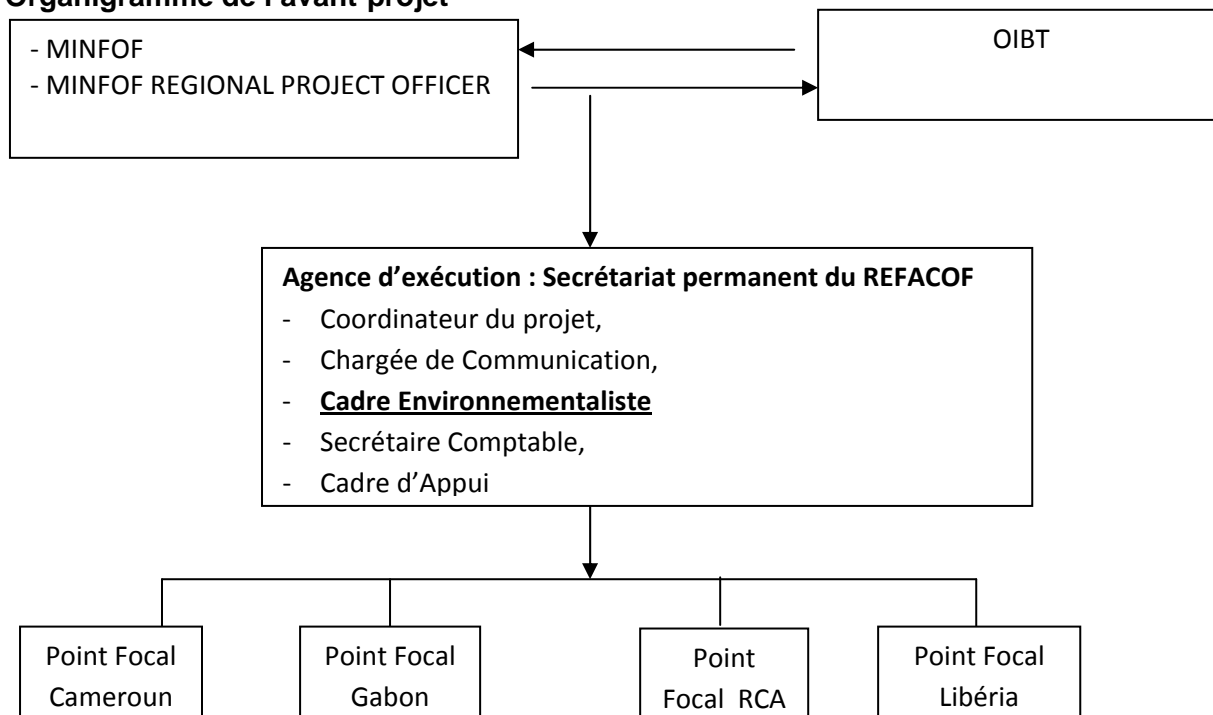 Organigramme de l'avant-projet
- MINFOF
- MINFOF REGIONAL PROJECT OFFICER
OIBT
Agence d’exécution : Secrétariat permanent du REFACOF
- Coordinateur du projet,
- Chargée de Communication,
- Cadre Environnementaliste
- Secrétaire Comptable,
- Cadre d’Appui
Point Focal
Cameroun
Point Focal
Gabon
Point
Focal RCA
Point Focal
Libéria